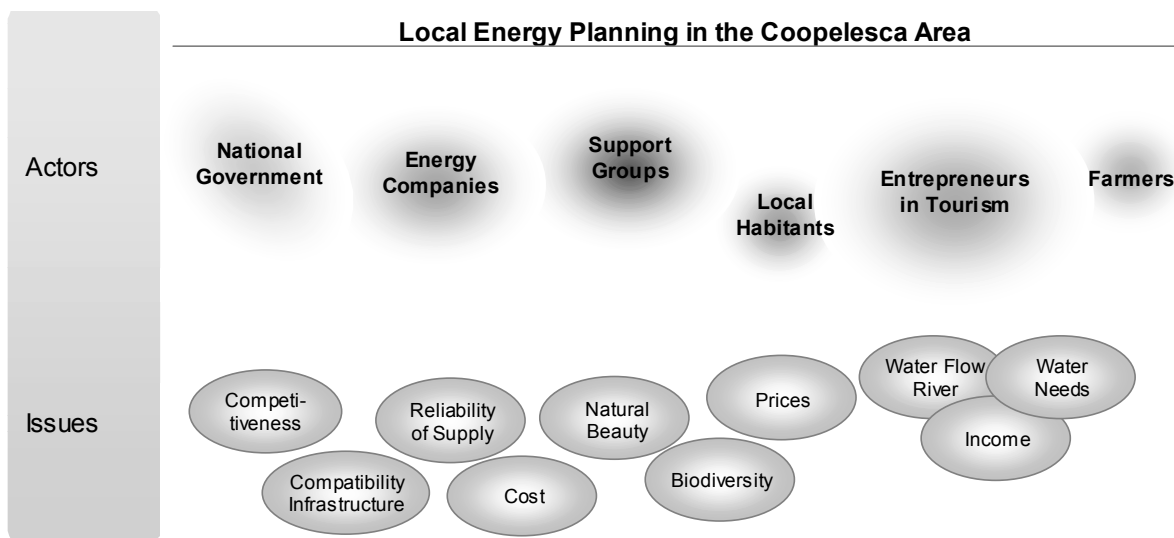 Local Energy Planning in the Coopelesca Area
Actors
National
Government
Energy
Companies
Support
Groups
Local
Habitants
Entrepreneurs
in Tourism
Farmers
Issues
Competi-
tiveness
Compatibility
Infrastructure
Reliability
of Supply
Cost
Natural
Beauty
Biodiversity
Prices
Water Flow
River
Water
Needs
Income